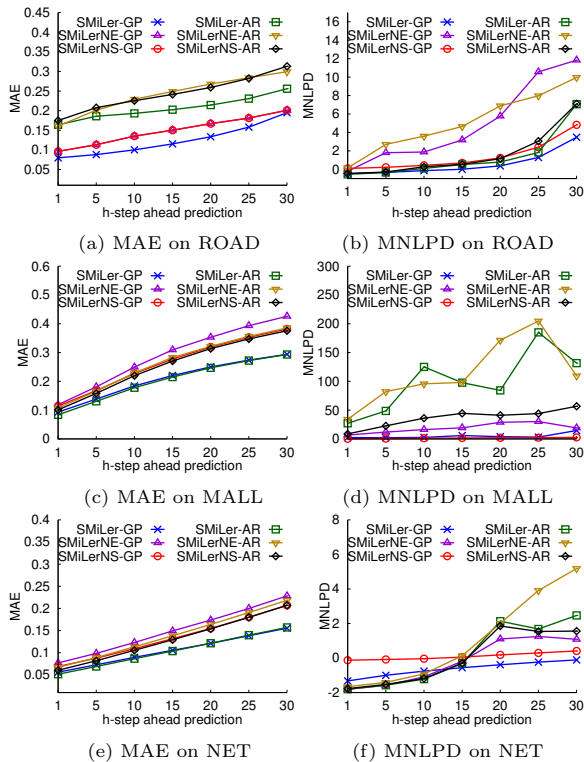 SMiLer-GP
SMiLer-AR
SMiLerNE-GP
SMiLerNE-AR
SMiLerNS-GP
SMiLerNS-AR
MAE
0.45
0.4
0.35
0.3
0.25
0.2
0.15
0.1
0.05
1 5 10 15 20 25 30
h-step ahead prediction
(a) MAE on ROAD
SMiLer-GP
SMiLer-AR
SMiLerNE-GP
SMiLerNE-AR
SMiLerNS-GP
SMiLerNS-AR
MNLPD
16
14
12
10
8
6
4
2
0
1 5 10 15 20 25 30
h-step ahead prediction
(b) MNLPD on ROAD
SMiLer-GP
SMiLer-AR
SMiLerNE-GP
SMiLerNE-AR
SMiLerNS-GP
SMiLerNS-AR
MAE
0.6
0.5
0.4
0.3
0.2
0.1
0
1 5 10 15 20 25 30
h-step ahead prediction
(c) MAE on MALL
SMiLer-GP
SMiLer-AR
SMiLerNE-GP
SMiLerNE-AR
SMiLerNS-GP
SMiLerNS-AR
MNLPD
300
250
200
150
100
50
0
1 5 10 15 20 25 30
h-step ahead prediction
(d) MNLPD on MALL
SMiLer-GP
SMiLer-AR
SMiLerNE-GP
SMiLerNE-AR
SMiLerNS-GP
SMiLerNS-AR
MAE
0.4
0.35
0.3
0.25
0.2
0.15
0.1
0.05
1 5 10 15 20 25 30
h-step ahead prediction
(e) MAE on NET
SMiLer-GP
SMiLer-AR
SMiLerNE-GP
SMiLerNE-AR
SMiLerNS-GP
SMiLerNS-AR
MNLPD
8
6
4
2
0
-2
1 5 10 15 20 25 30
h-step ahead prediction
(f) MNLPD on NET